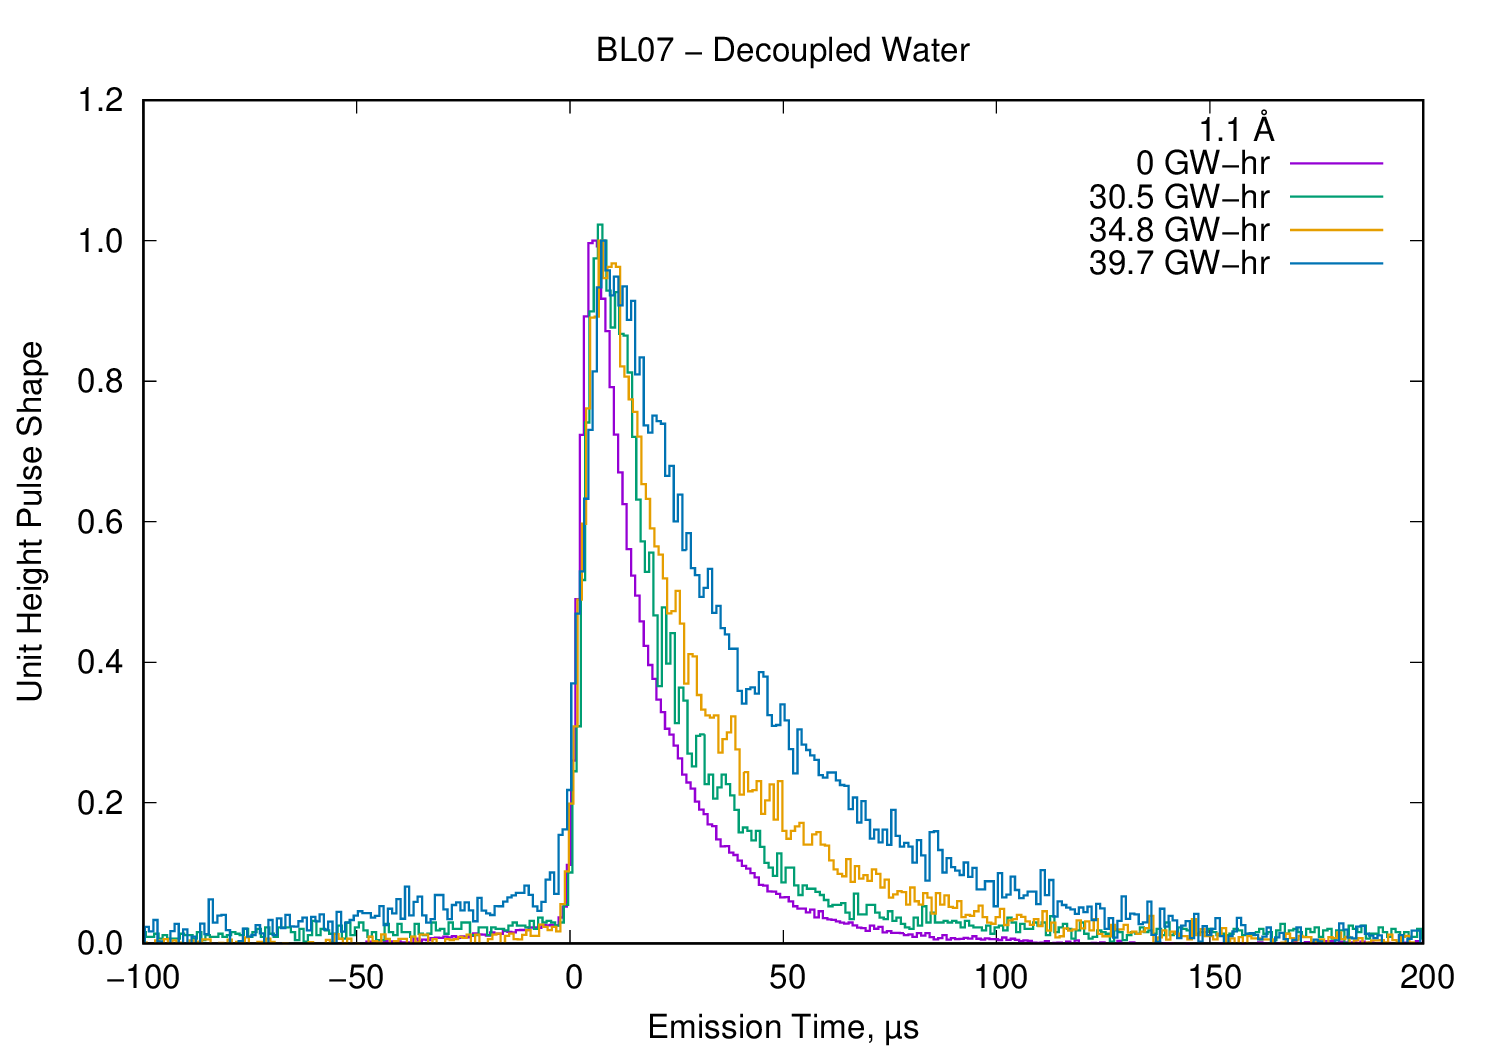 BL07 − Decoupled Water
1.1 Å
0 GW−hr
30.5 GW−hr
34.8 GW−hr
39.7 GW−hr
1.2
1.0
0.8
0.6
0.4
0.2
0.0
Unit Height Pulse Shape
−100 −50 0 50 100 150 200
Emission Time, µs